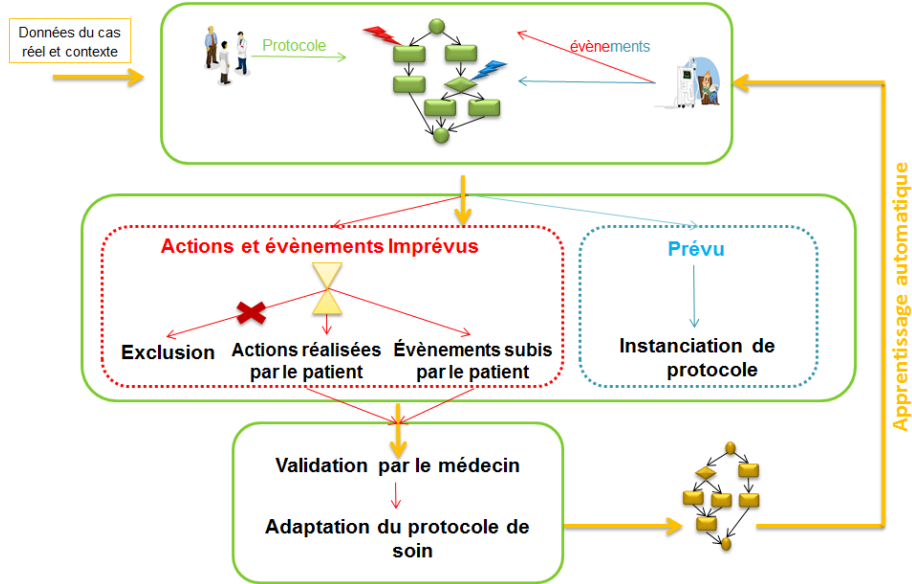 Données du cas
réel et contexte
Protocole
évènements
Actions et évènements Imprévus
Prévu
Exclusion
Actions réalisées
par le patient
Évènements subis
par le patient
Instanciation de
protocole
Apprentissage automatique
Validation par le médecin
Adaptation du protocole de
soin